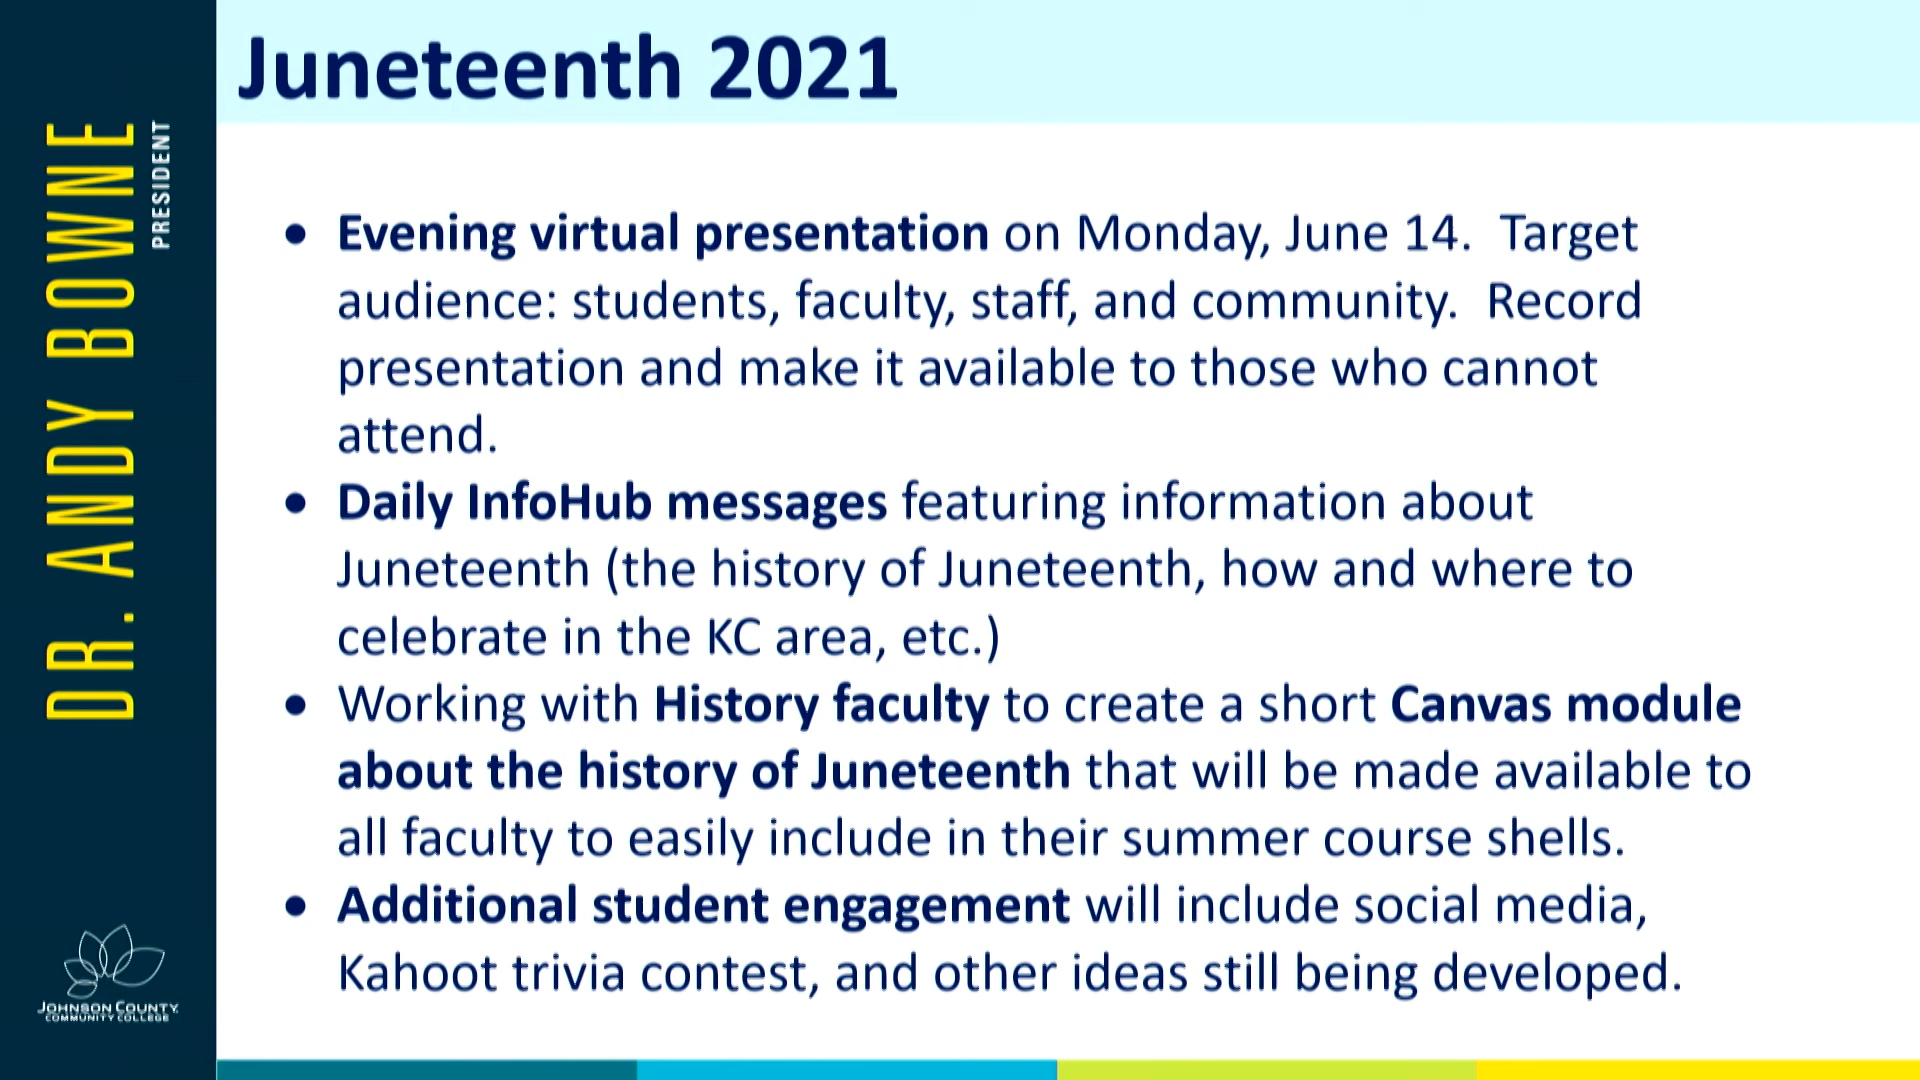 Juneteenth 2021
DR. ANDY BOWNE
PRESIDENT
• Evening virtual presentation on Monday, June 14.  Target
audience: students, faculty, staff, and community.  Record
presentation and make it available to those who cannot
attend.
• Daily InfoHub messages featuring information about
Juneteenth (the history of Juneteenth, how and where to
celebrate in the KC area, etc.)
• Working with History faculty to create a short Canvas module
about the history of Juneteenth that will be made available to
all faculty to easily include in their summer course shells.
• Additional student engagement will include social media,
Kahoot trivia contest, and other ideas still being developed.
JOHNSON COUNTY
COMMUNITY COLLEGE